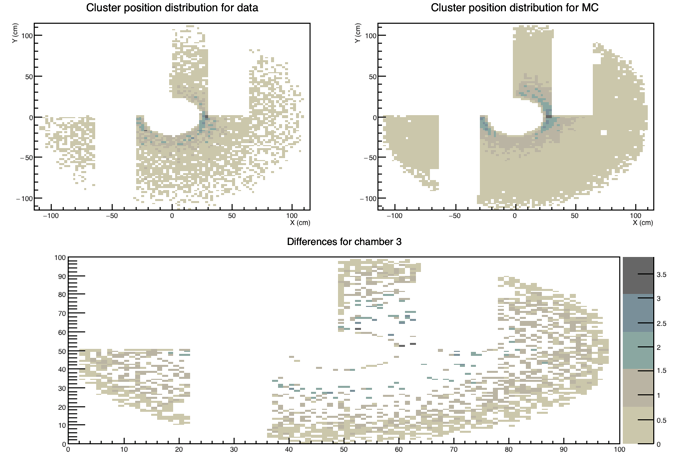 Cluster position distribution for data
Y (cm)
100
50
0
−50
−100
−100 −50 0 50 100
X (cm)
Cluster position distribution for MC
Y (cm)
100
50
0
−50
−100
−100 −50 0 50 100
X (cm)
Differences for chamber 3
100
90
80
70
60
50
40
30
20
10
0
0 10 20 30 40 50 60 70 80 90 100
3.5
3
2.5
2
1.5
1
0.5
0